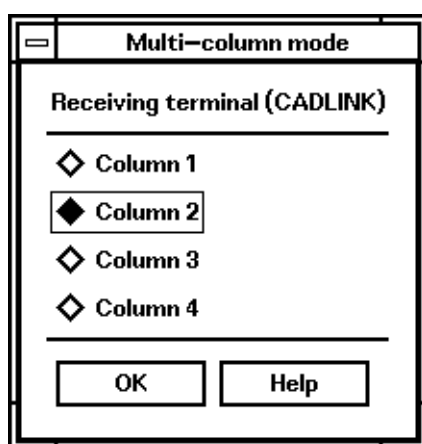 Multi-column mode
Receiving terminal (CADLINK)
Column 1
Column 2
Column 3
Column 4
OK Help